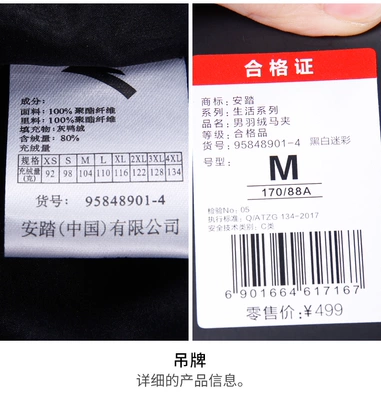 成分:
面料: 100%聚酯纤维
里料: 100%聚酯纤维
填充物: 灰鸭绒
含绒量: 80%
充绒量
规格 XS S M L XL 2XL 3XL 4XL
充绒量(克) 92 98 104 110 116 122 128 134
货号: 95848901-4
安踏(中国)有限公司
合格证
商标: 安踏
系列: 生活系列
品名: 男羽绒马夹
等级: 合格品
货号: 95848901-4 黑白迷彩
号型: M
170/88A
检验No: 05
执行标准: Q/ATZG 134-2017
安全技术类别: C类
6 901664 617167
零售价: ¥499
吊牌
详细的产品信息。